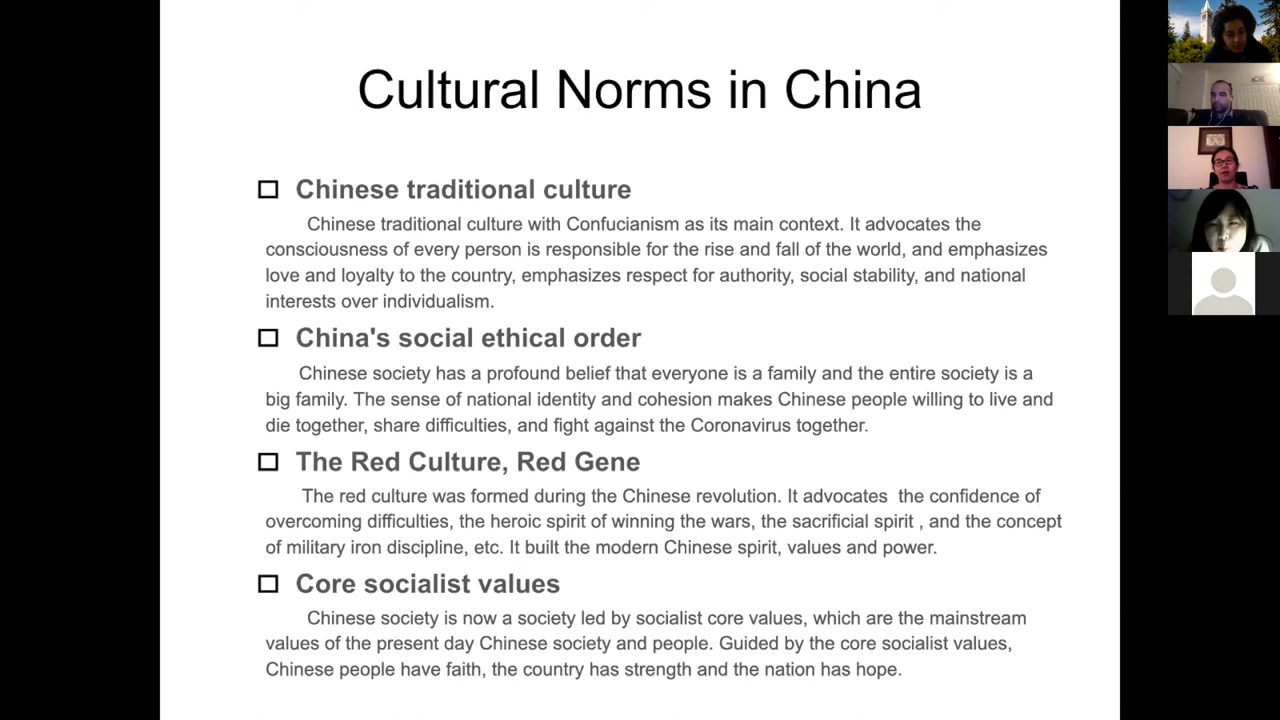 Cultural Norms in China
Chinese traditional culture
Chinese traditional culture with Confucianism as its main context. It advocates the
consciousness of every person is responsible for the rise and fall of the world, and emphasizes
love and loyalty to the country, emphasizes respect for authority, social stability, and national
interests over individualism.
China's social ethical order
Chinese society has a profound belief that everyone is a family and the entire society is a
big family. The sense of national identity and cohesion makes Chinese people willing to live and
die together, share difficulties, and fight against the Coronavirus together.
The Red Culture, Red Gene
The red culture was formed during the Chinese revolution. It advocates the confidence of
overcoming difficulties, the heroic spirit of winning the wars, the sacrificial spirit , and the concept
of military iron discipline, etc. It built the modern Chinese spirit, values and power.
Core socialist values
Chinese society is now a society led by socialist core values, which are the mainstream
values of the present day Chinese society and people. Guided by the core socialist values,
Chinese people have faith, the country has strength and the nation has hope.